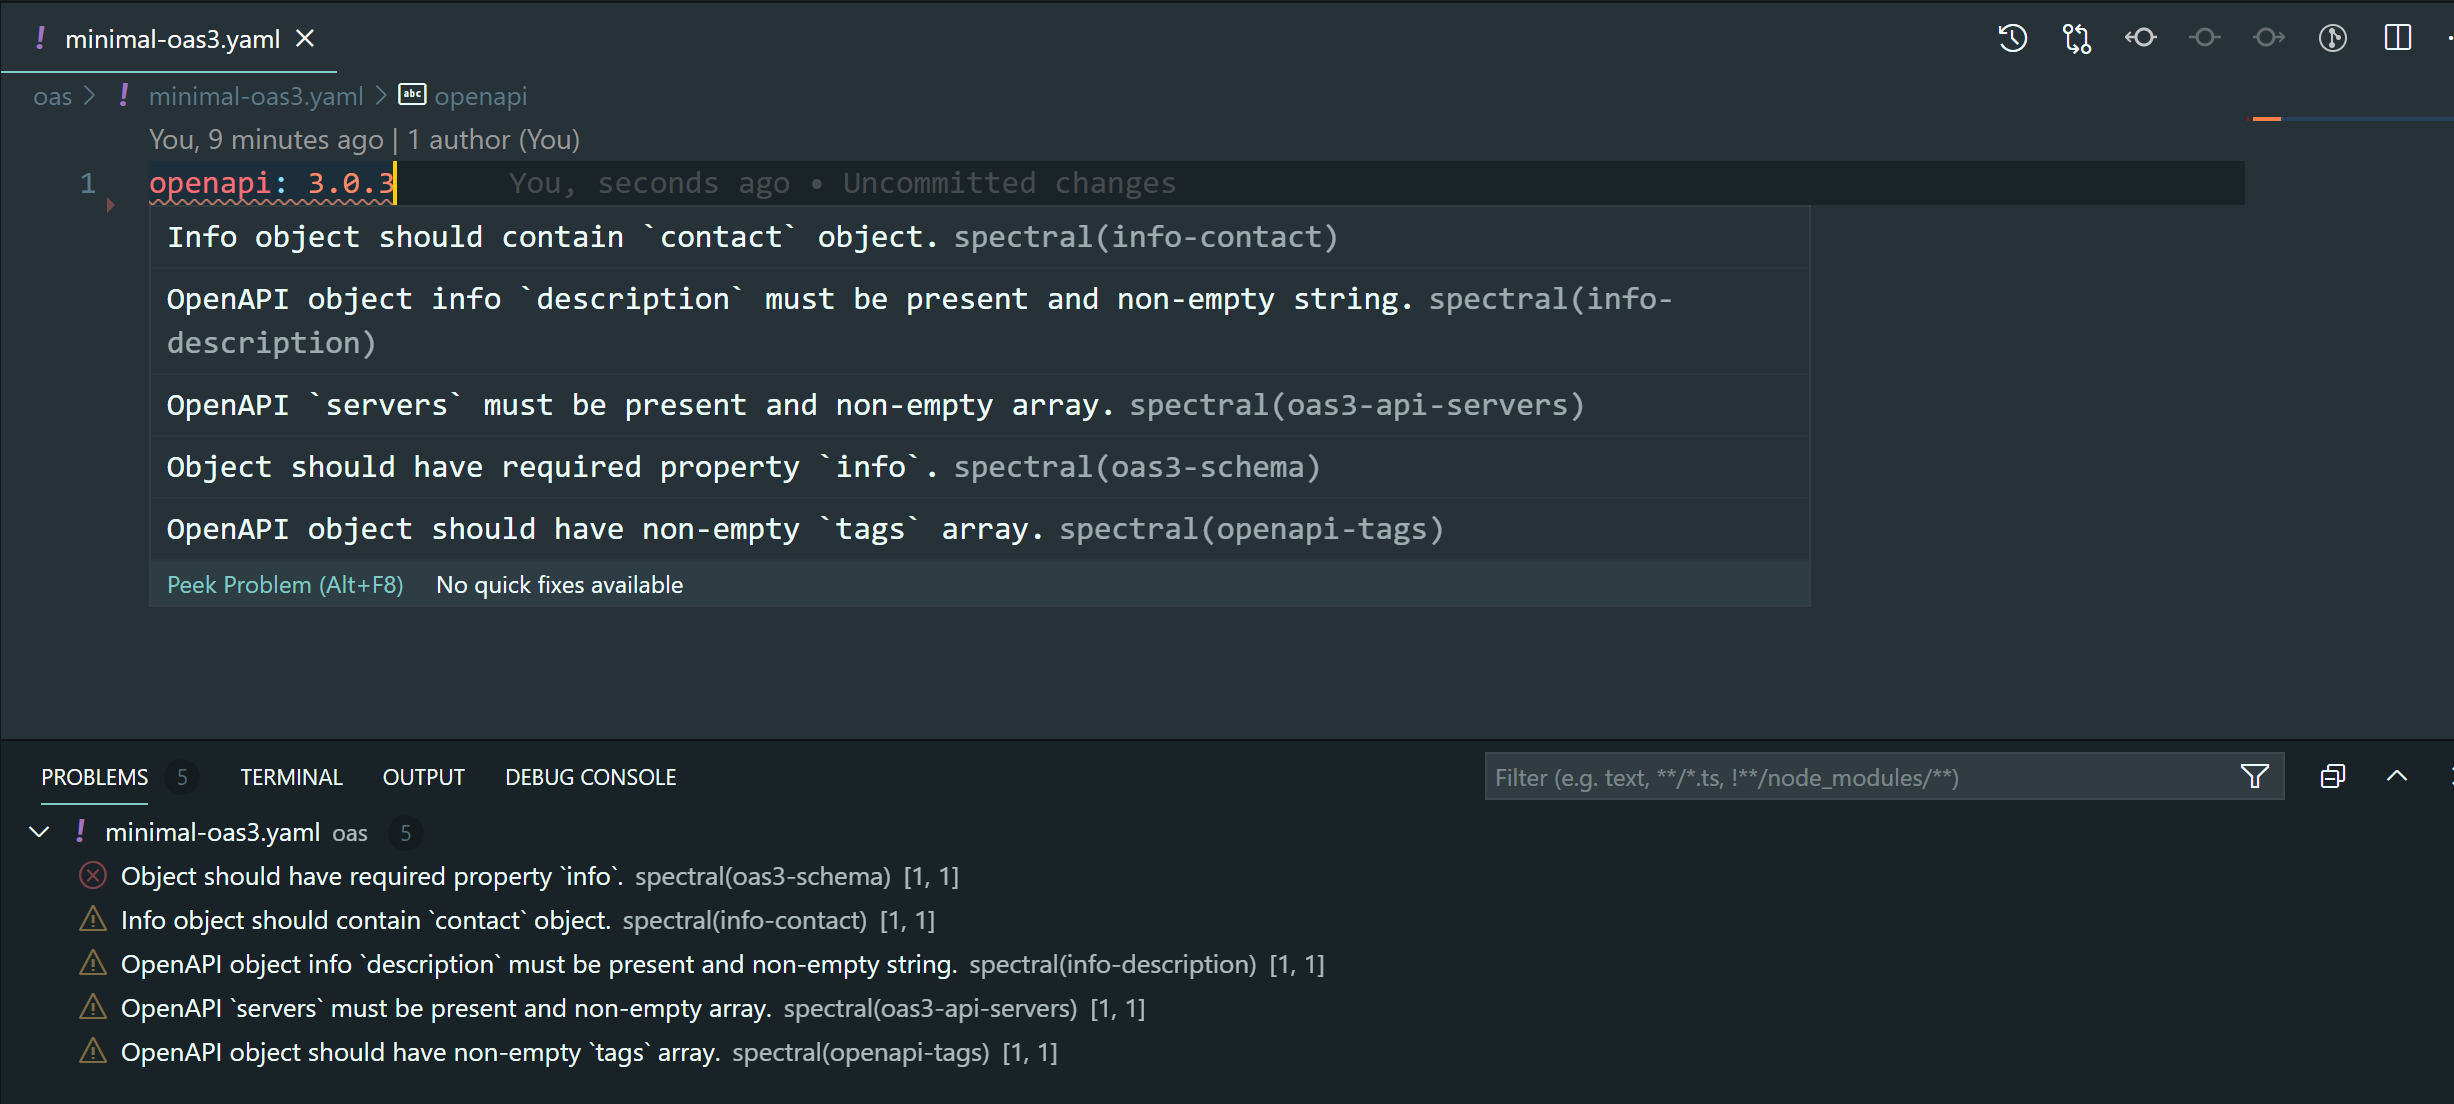 ! minimal-oas3.yaml
oas > ! minimal-oas3.yaml > abc openapi
You, 9 minutes ago | 1 author (You)
1 openapi: 3.0.3 You, seconds ago • Uncommitted changes
Info object should contain `contact` object. spectral(info-contact)
OpenAPI object info `description` must be present and non-empty string. spectral(info-
description)
OpenAPI `servers` must be present and non-empty array. spectral(oas3-api-servers)
Object should have required property `info`. spectral(oas3-schema)
OpenAPI object should have non-empty `tags` array. spectral(openapi-tags)
Peek Problem (Alt+F8) No quick fixes available
PROBLEMS 5 TERMINAL OUTPUT DEBUG CONSOLE Filter (e.g. text, **/*.ts, !**/node_modules/**)
! minimal-oas3.yaml oas 5
Object should have required property `info`. spectral(oas3-schema) [1, 1]
Info object should contain `contact` object. spectral(info-contact) [1, 1]
OpenAPI object info `description` must be present and non-empty string. spectral(info-description) [1, 1]
OpenAPI `servers` must be present and non-empty array. spectral(oas3-api-servers) [1, 1]
OpenAPI object should have non-empty `tags` array. spectral(openapi-tags) [1, 1]